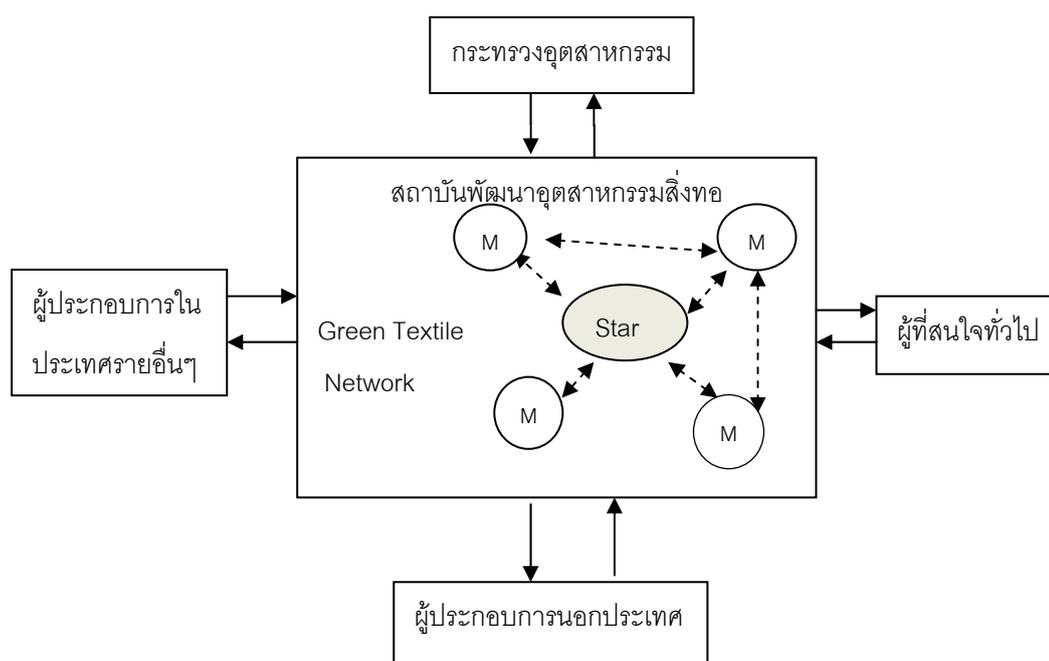 กระทรวงอุตสาหกรรม
สถาบันพัฒนาอุตสาหกรรมสิ่งทอ
M
M
ผู้ประกอบการใน
ประเทศรายอื่นๆ
Green Textile
Network
Star
ผู้ที่สนใจทั่วไป
M
M
ผู้ประกอบการนอกประเทศ